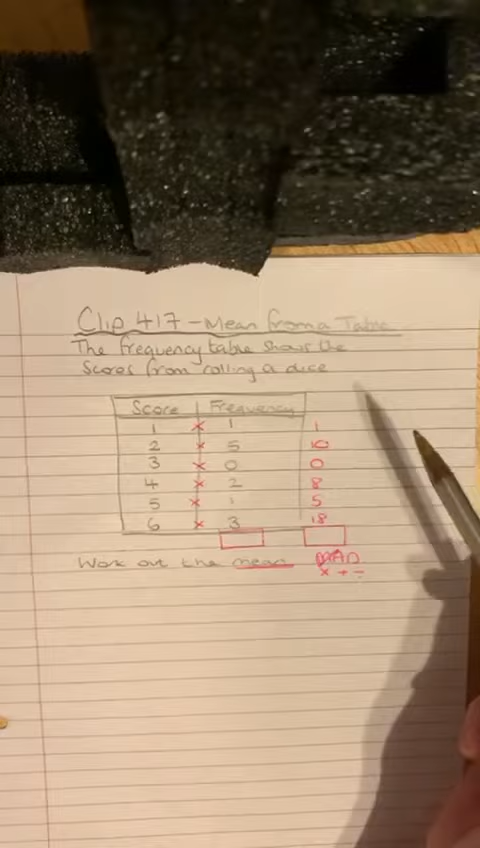 Clip 417 - Mean from a Table
The frequency table shows the
scores from rolling a dice
Score Frequency
1 × 1 1
2 × 5 10
3 × 0 0
4 × 2 8
5 × 1 5
6 × 3 18
Work out the mean MAD
× + ÷